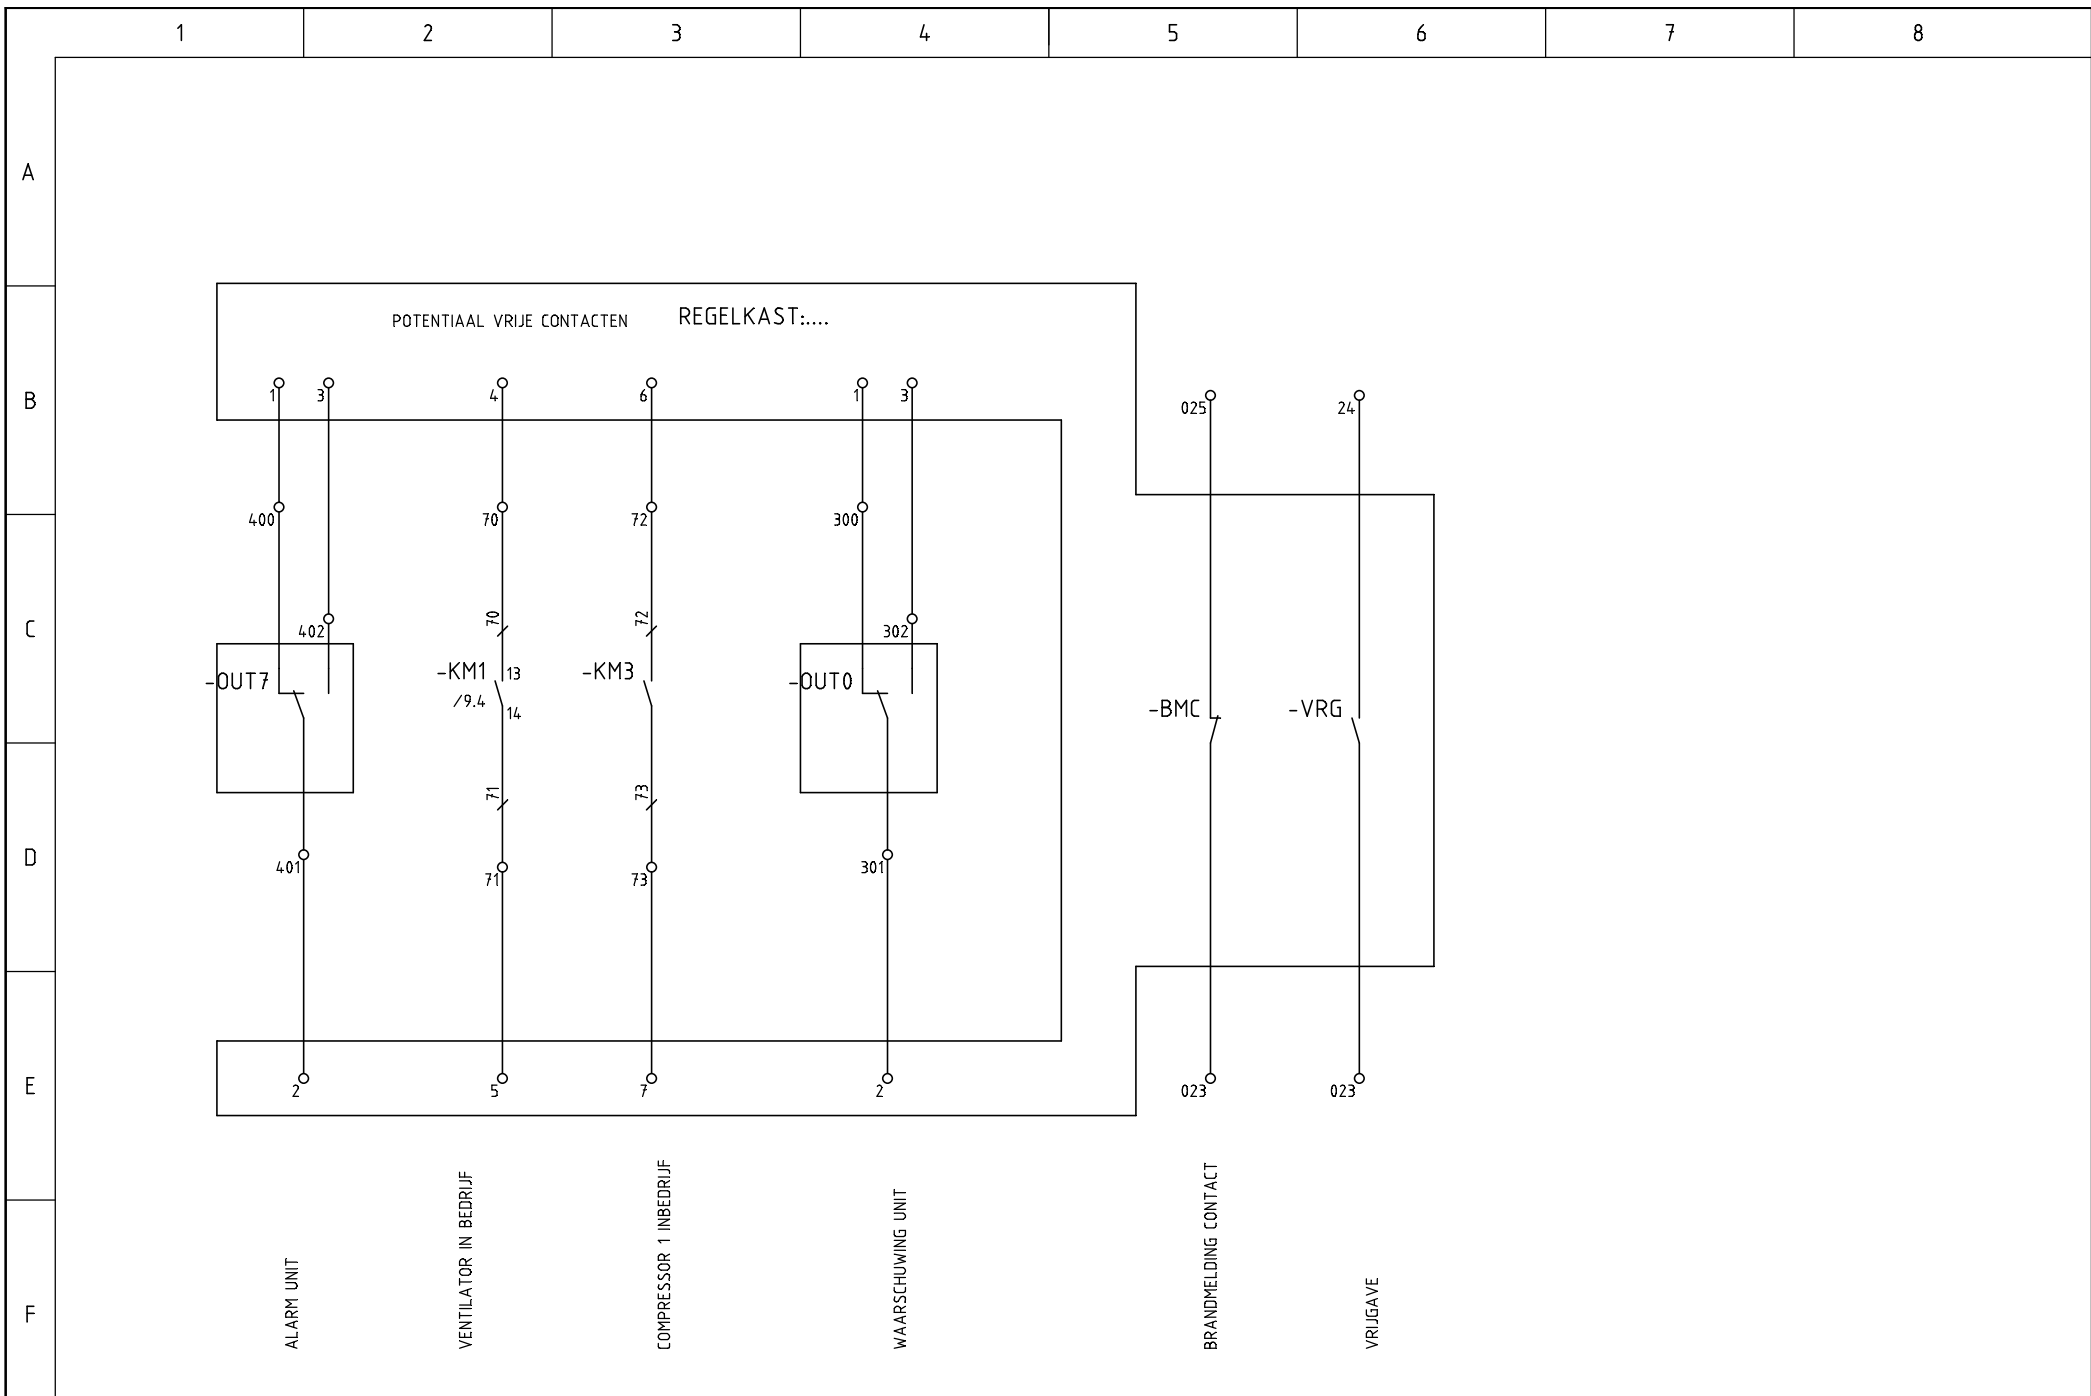 1 2 3 4 5 6 7 8
A
POTENTIAAL VRIJE CONTACTEN REGELKAST:....
B
1 3 4 6 1 3
025 24
400 70 72 300
C
70 72
402 302
-OUT7 -KM1 13 -KM3 -OUT0
/9.4 14
-BMC -VRG
71 73
D
401 71 73 301
E
2 5 7 2 023 023
F
ALARM UNIT
VENTILATOR IN BEDRIJF
COMPRESSOR 1 INBEDRIJF
WAARSCHUWING UNIT
BRANDMELDING CONTACT
VRIJGAVE